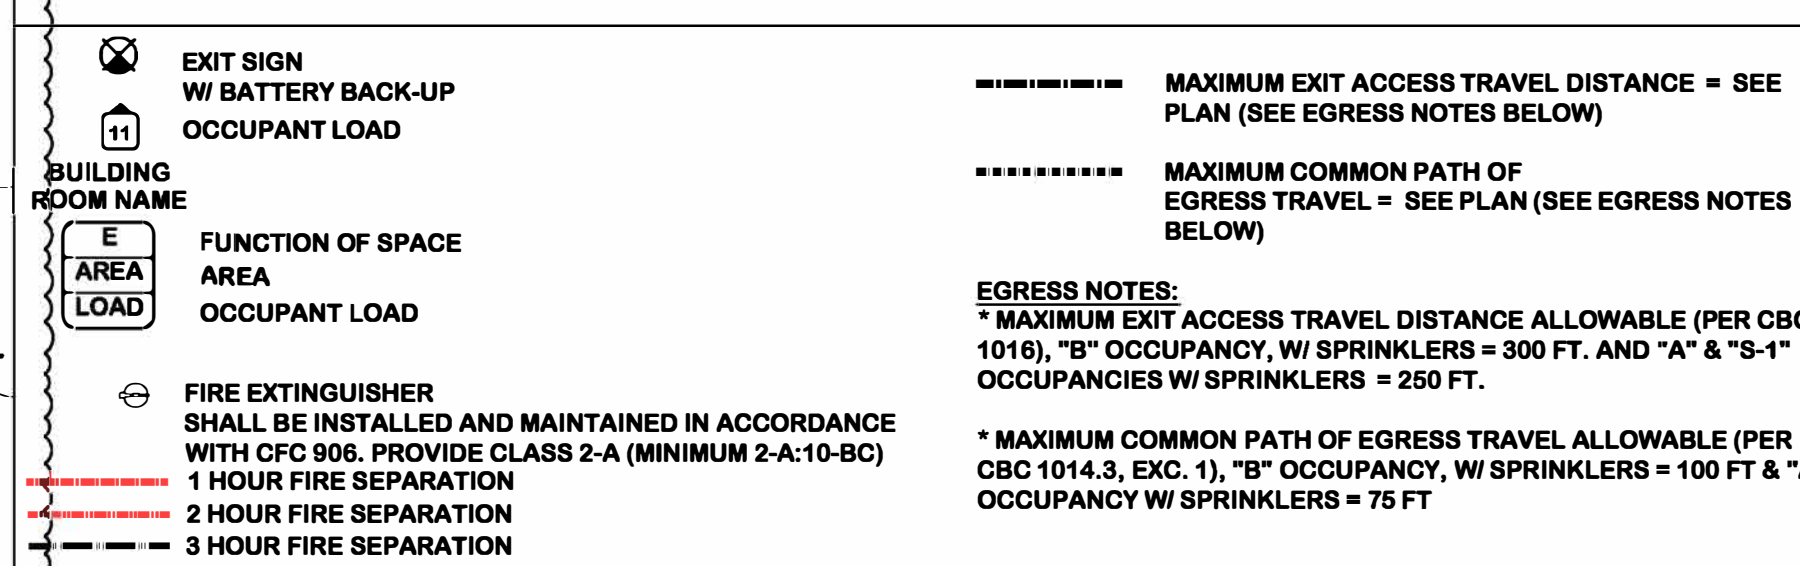 EXIT SIGN
W/ BATTERY BACK-UP
11
OCCUPANT LOAD
BUILDING
ROOM NAME
E
FUNCTION OF SPACE
AREA
AREA
LOAD
OCCUPANT LOAD
FIRE EXTINGUISHER
SHALL BE INSTALLED AND MAINTAINED IN ACCORDANCE
WITH CFC 906. PROVIDE CLASS 2-A (MINIMUM 2-A:10-BC)
1 HOUR FIRE SEPARATION
2 HOUR FIRE SEPARATION
3 HOUR FIRE SEPARATION
MAXIMUM EXIT ACCESS TRAVEL DISTANCE = SEE
PLAN (SEE EGRESS NOTES BELOW)
MAXIMUM COMMON PATH OF
EGRESS TRAVEL = SEE PLAN (SEE EGRESS NOTES
BELOW)
EGRESS NOTES:
* MAXIMUM EXIT ACCESS TRAVEL DISTANCE ALLOWABLE (PER CBC
1016), "B" OCCUPANCY, W/ SPRINKLERS = 300 FT. AND "A" & "S-1"
OCCUPANCIES W/ SPRINKLERS = 250 FT.
* MAXIMUM COMMON PATH OF EGRESS TRAVEL ALLOWABLE (PER
CBC 1014.3, EXC. 1), "B" OCCUPANCY, W/ SPRINKLERS = 100 FT &
OCCUPANCY W/ SPRINKLERS = 75 FT